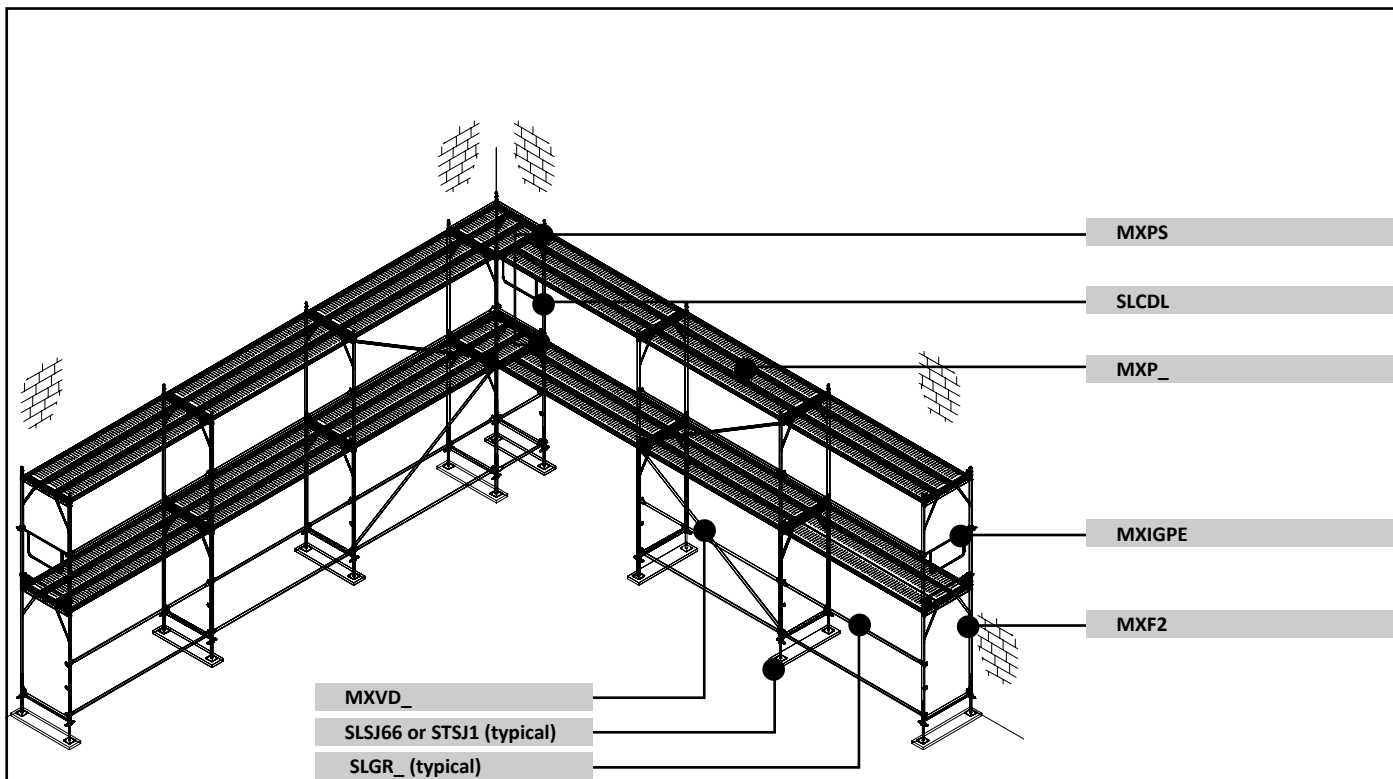 MXPS
SLCDL
MXP_
MXIGPE
MXF2
MXVD_
SLSJ66 or STSJ1 (typical)
SLGR_ (typical)